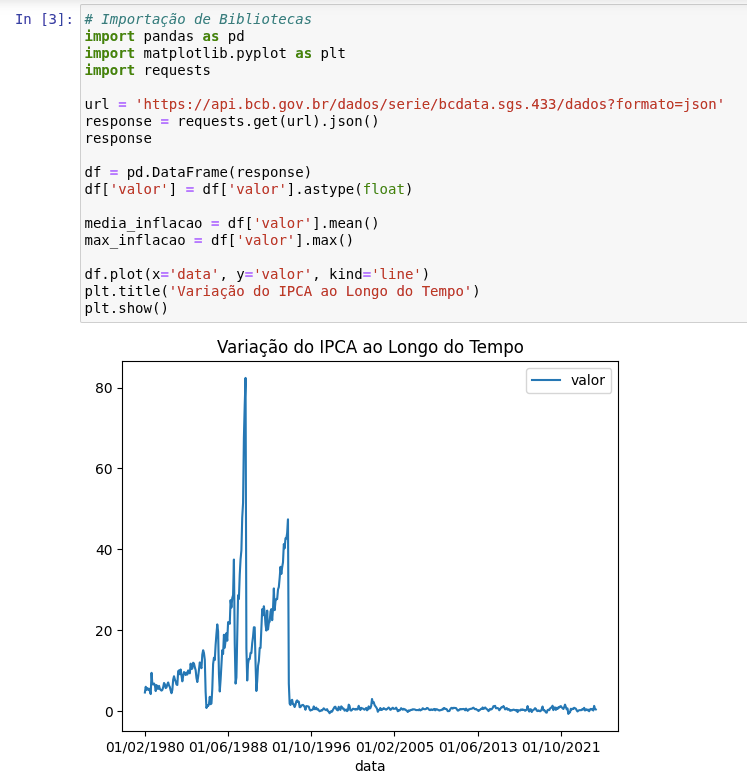 In [3]:
# Importação de Bibliotecas
import pandas as pd
import matplotlib.pyplot as plt
import requests
url = 'https://api.bcb.gov.br/dados/serie/bcdata.sgs.433/dados?formato=json'
response = requests.get(url).json()
response
df = pd.DataFrame(response)
df['valor'] = df['valor'].astype(float)
media_inflacao = df['valor'].mean()
max_inflacao = df['valor'].max()
df.plot(x='data', y='valor', kind='line')
plt.title('Variação do IPCA ao Longo do Tempo')
plt.show()
Variação do IPCA ao Longo do Tempo
valor
80
60
40
20
0
01/02/1980 01/06/1988 01/10/1996 01/02/2005 01/06/2013 01/10/2021
data